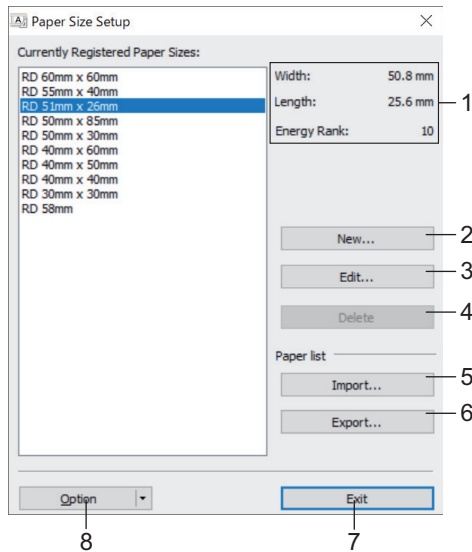 Paper Size Setup
Currently Registered Paper Sizes:
RD 60mm x 60mm
RD 55mm x 40mm
RD 51mm x 26mm
RD 50mm x 85mm
RD 50mm x 30mm
RD 40mm x 60mm
RD 40mm x 50mm
RD 40mm x 40mm
RD 30mm x 30mm
RD 58mm
Width: 50.8 mm
Length: 25.6 mm
Energy Rank: 10
1
New... 2
Edit... 3
Delete 4
Paper list
Import... 5
Export... 6
Option Exit
8 7